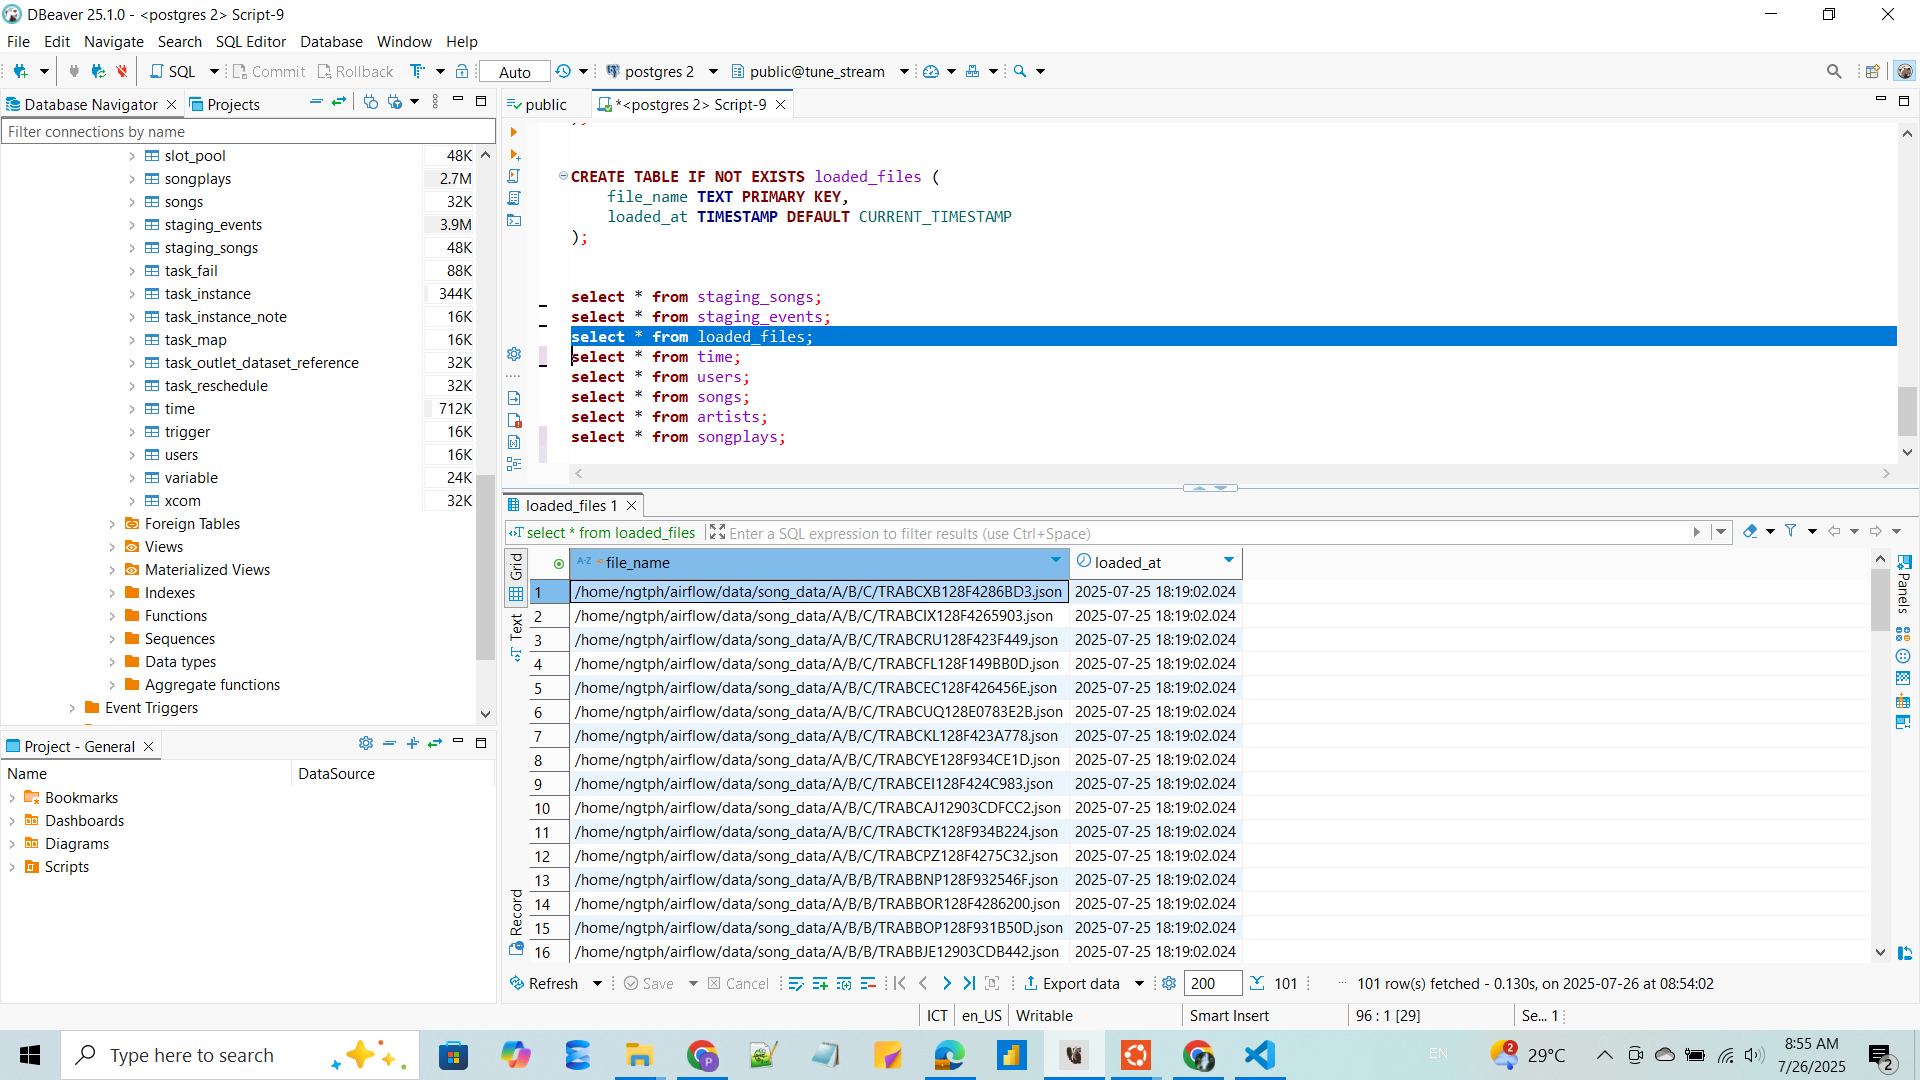 DBeaver 25.1.0 - <postgres 2> Script-9
File Edit Navigate Search SQL Editor Database Window Help
SQL Commit Rollback Auto postgres 2 public@tune_stream
Database Navigator Projects
Filter connections by name
slot_pool 48K
songplays 2.7M
songs 32K
staging_events 3.9M
staging_songs 48K
task_fail 88K
task_instance 344K
task_instance_note 16K
task_map 16K
task_outlet_dataset_reference 32K
task_reschedule 32K
time 712K
trigger 16K
users 16K
variable 24K
xcom 32K
Foreign Tables
Views
Materialized Views
Indexes
Functions
Sequences
Data types
Aggregate functions
Event Triggers
Project - General
Name DataSource
Bookmarks
Dashboards
Diagrams
Scripts
public *<postgres 2> Script-9
CREATE TABLE IF NOT EXISTS loaded_files (
file_name TEXT PRIMARY KEY,
loaded_at TIMESTAMP DEFAULT CURRENT_TIMESTAMP
);
select * from staging_songs;
select * from staging_events;
select * from loaded_files;
select * from time;
select * from users;
select * from songs;
select * from artists;
select * from songplays;
loaded_files 1
select * from loaded_files Enter a SQL expression to filter results (use Ctrl+Space)
Grid
Text
Record
Panels
A-Z file_name loaded_at
1 /home/ngtph/airflow/data/song_data/A/B/C/TRABCXB128F4286BD3.json 2025-07-25 18:19:02.024
2 /home/ngtph/airflow/data/song_data/A/B/C/TRABCIX128F4265903.json 2025-07-25 18:19:02.024
3 /home/ngtph/airflow/data/song_data/A/B/C/TRABCRU128F423F449.json 2025-07-25 18:19:02.024
4 /home/ngtph/airflow/data/song_data/A/B/C/TRABCFL128F149BB0D.json 2025-07-25 18:19:02.024
5 /home/ngtph/airflow/data/song_data/A/B/C/TRABCEC128F426456E.json 2025-07-25 18:19:02.024
6 /home/ngtph/airflow/data/song_data/A/B/C/TRABCUQ128E0783E2B.json 2025-07-25 18:19:02.024
7 /home/ngtph/airflow/data/song_data/A/B/C/TRABCKL128F423A778.json 2025-07-25 18:19:02.024
8 /home/ngtph/airflow/data/song_data/A/B/C/TRABCYE128F934CE1D.json 2025-07-25 18:19:02.024
9 /home/ngtph/airflow/data/song_data/A/B/C/TRABCEI128F424C983.json 2025-07-25 18:19:02.024
10 /home/ngtph/airflow/data/song_data/A/B/C/TRABCAJ12903CDFCC2.json 2025-07-25 18:19:02.024
11 /home/ngtph/airflow/data/song_data/A/B/C/TRABCTK128F934B224.json 2025-07-25 18:19:02.024
12 /home/ngtph/airflow/data/song_data/A/B/C/TRABCPZ128F4275C32.json 2025-07-25 18:19:02.024
13 /home/ngtph/airflow/data/song_data/A/B/B/TRABBNP128F932546F.json 2025-07-25 18:19:02.024
14 /home/ngtph/airflow/data/song_data/A/B/B/TRABBOR128F4286200.json 2025-07-25 18:19:02.024
15 /home/ngtph/airflow/data/song_data/A/B/B/TRABBOP128F931B50D.json 2025-07-25 18:19:02.024
16 /home/ngtph/airflow/data/song_data/A/B/B/TRABBJE12903CDB442.json 2025-07-25 18:19:02.024
Refresh Save Cancel Export data 200 101 101 row(s) fetched - 0.130s, on 2025-07-26 at 08:54:02
ICT en_US Writable Smart Insert 96 : 1 [29] Se... 1
Type here to search
EN 2 29°C 8:55 AM
7/26/2025
2